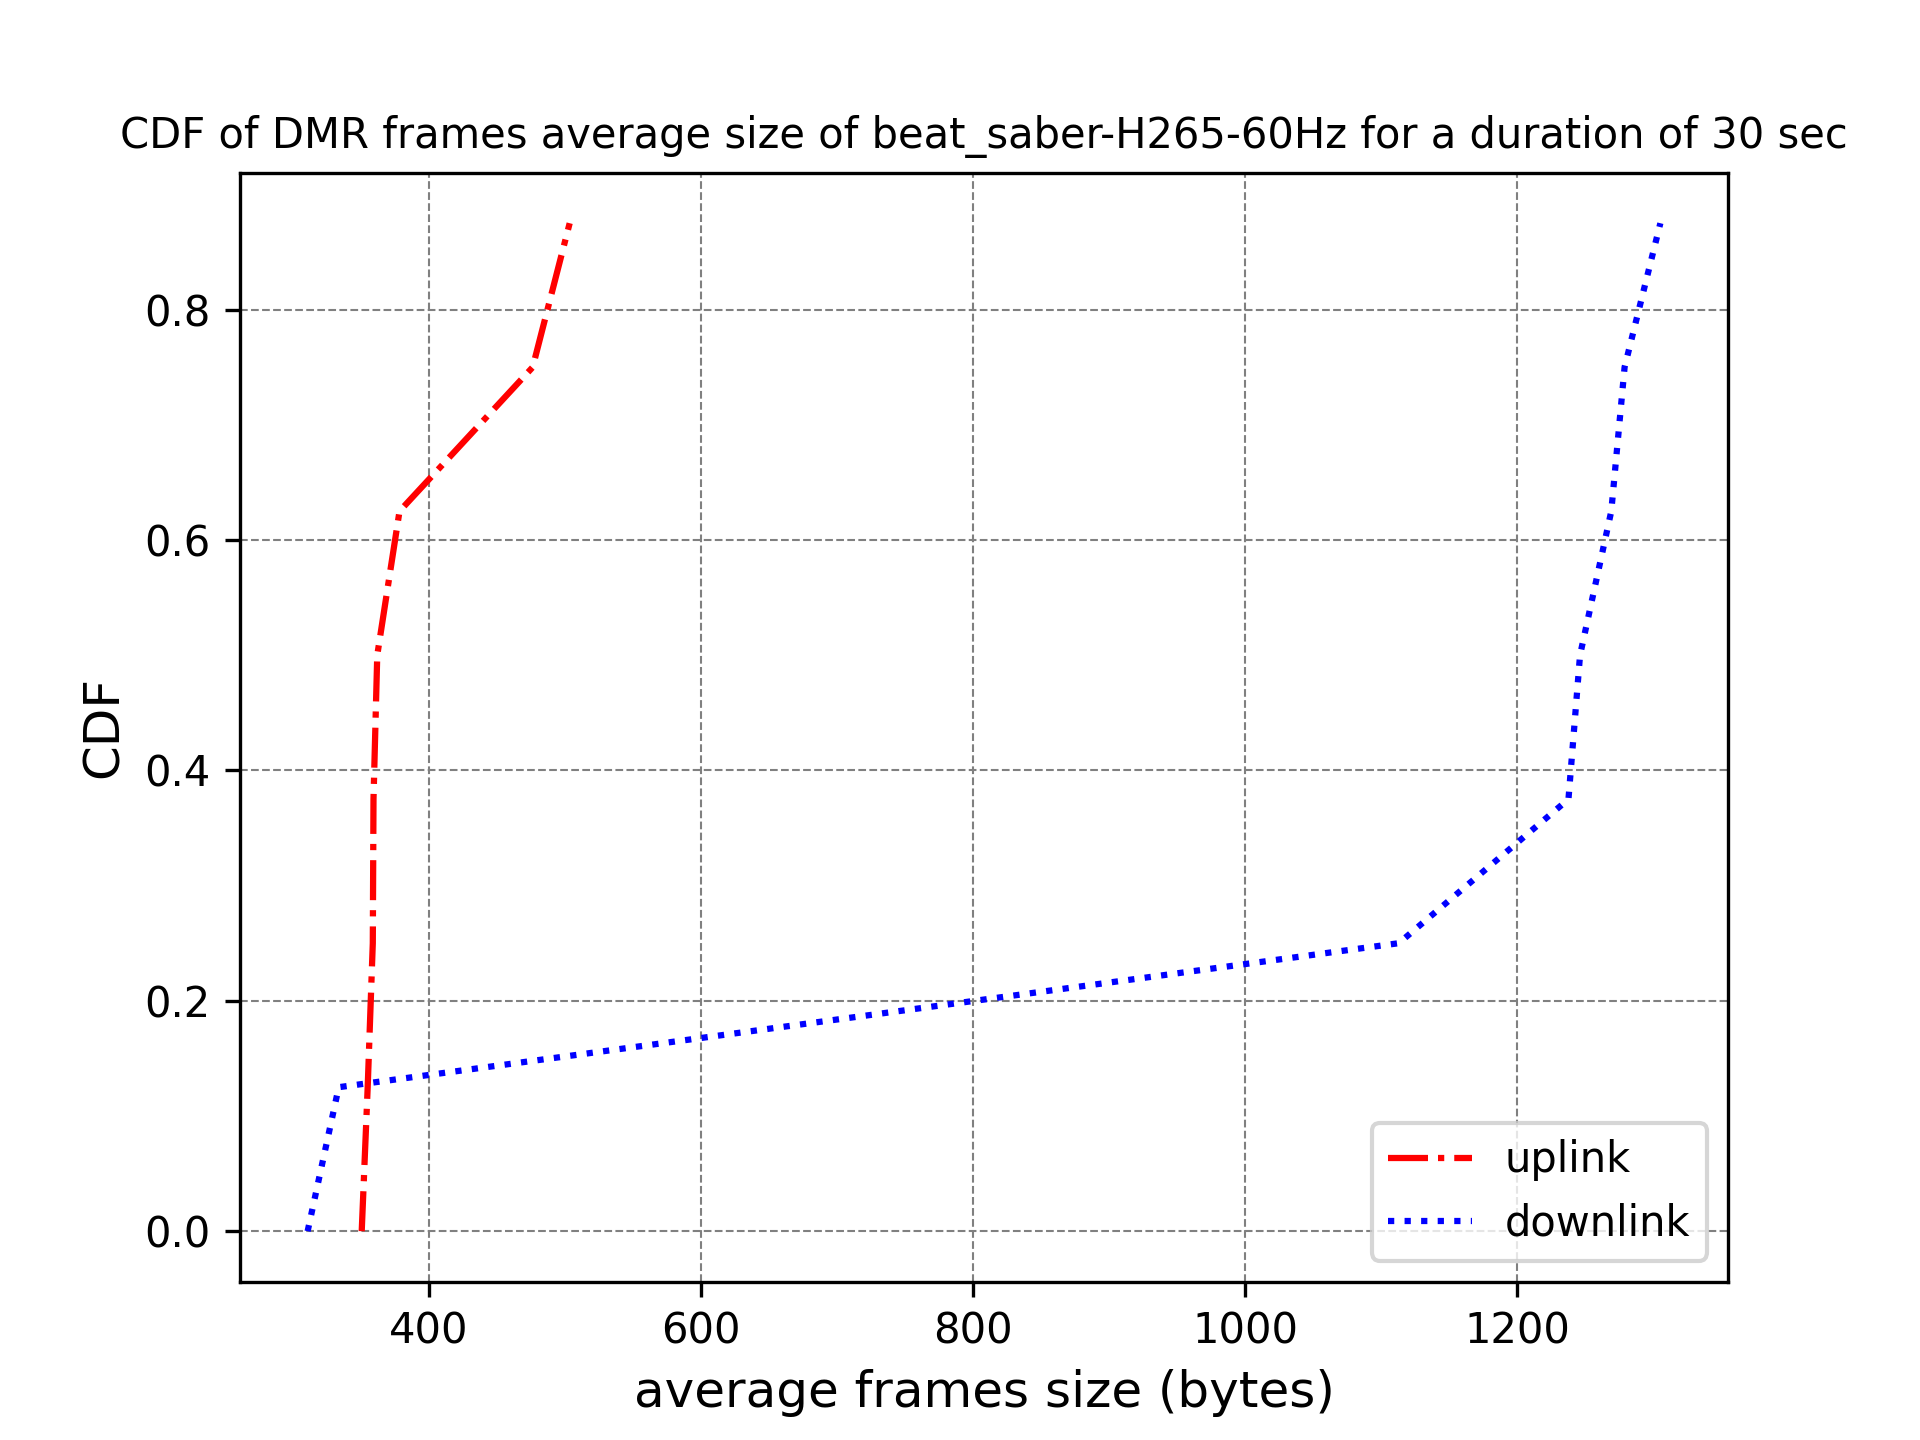 CDF of DMR frames average size of beat_saber-H265-60Hz for a duration of 30 sec
CDF
0.8
0.6
0.4
0.2
0.0
400 600 800 1000 1200
average frames size (bytes)
uplink
downlink